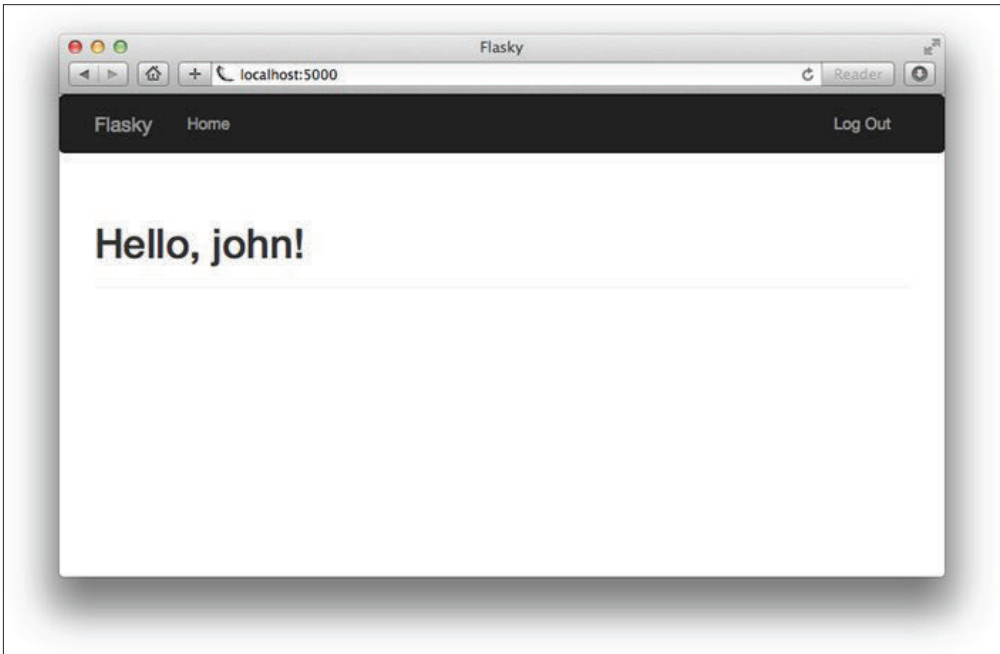 Flasky
localhost:5000
Reader
Flasky Home Log Out
Hello, john!